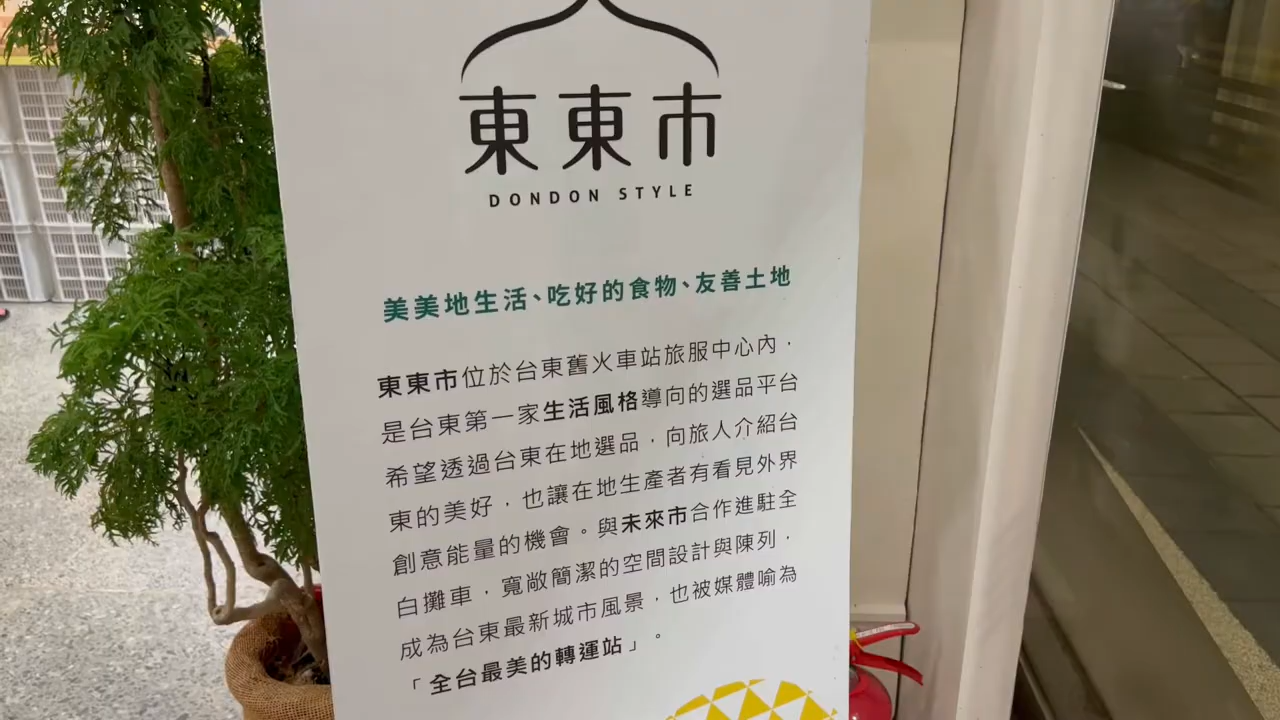 東東市
DONDON STYLE
美美地生活、吃好的食物、友善土地
東東市位於台東舊火車站旅服中心內，
是台東第一家生活風格導向的選品平台
希望透過台東在地選品，向旅人介紹台
東的美好，也讓在地生產者有看見外界
創意能量的機會。與未來市合作進駐全
白攤車，寬敞簡潔的空間設計與陳列，
成為台東最新城市風景，也被媒體喻為
「全台最美的轉運站」。